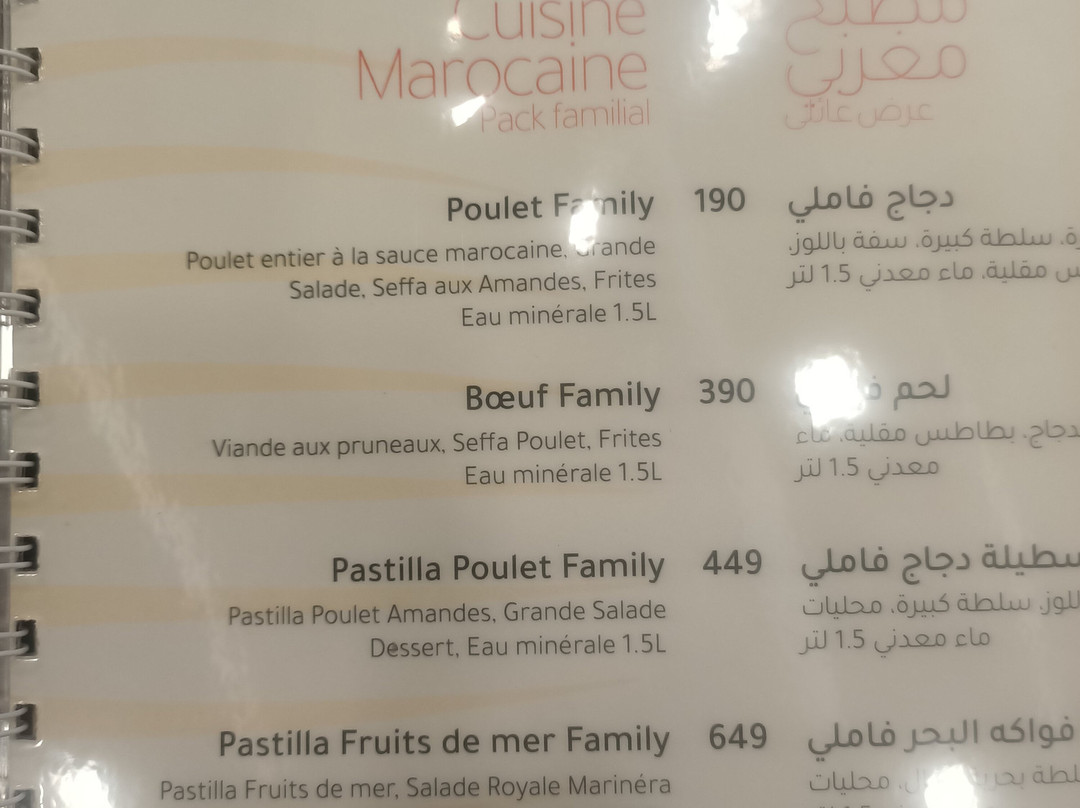 Cuisine
Marocaine
Pack familial
مطبخ
مغربي
عرض عائلي
Poulet Family 190 دجاج فاملي
Poulet entier à la sauce marocaine, Grande
Salade, Seffa aux Amandes, Frites
Eau minérale 1.5L
سلطة كبيرة، سفة باللوز،
مقلية، ماء معدني 1.5 لتر
Bœuf Family 390 لحم
Viande aux pruneaux, Seffa Poulet, Frites
Eau minérale 1.5L
بطاطس مقلية، ماء
معدني 1.5 لتر
Pastilla Poulet Family 449 دجاج فاملي
Pastilla Poulet Amandes, Grande Salade
Dessert, Eau minérale 1.5L
سلطة كبيرة، محليات
ماء معدني 1.5 لتر
Pastilla Fruits de mer Family 649 فواكه البحر فاملي
Pastilla Fruits de mer, Salade Royale Marinéra
محليات